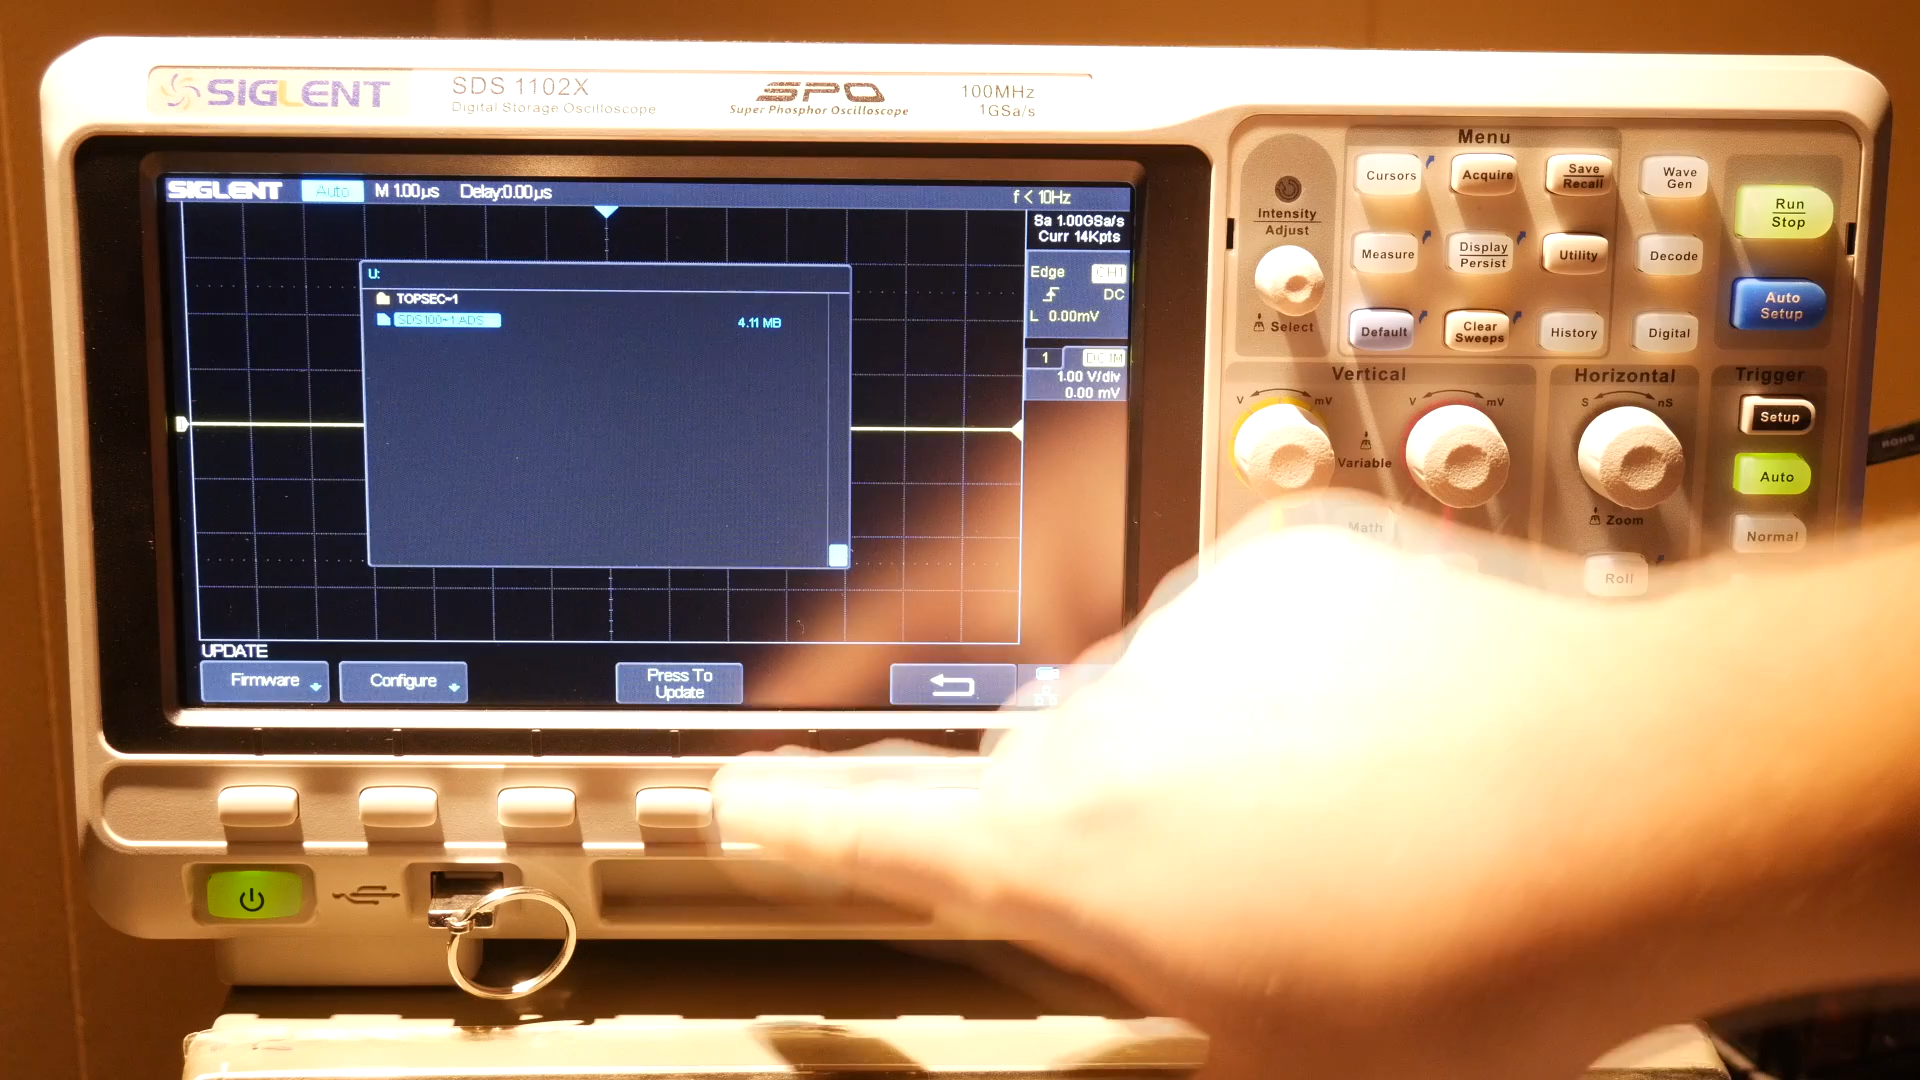 SIGLENT
SDS 1102X
Digital Storage Oscilloscope
SPO
Super Phosphor Oscilloscope
100MHz
1GSa/s
SIGLENT Auto M 1.00µs Delay:0.00µs f < 10Hz
Sa 1.00GSa/s
Curr 14Kpts
Edge CH1
DC
L 0.00mV
1 DC1M
1.00 V/div
0.00 mV
U:
TOPSEC~1
SDS100~1.ADS 4.11 MB
UPDATE
Firmware
Configure
Press To
Update
Menu
Intensity
Adjust
Select
Cursors
Acquire
Save
Recall
Wave
Gen
Run
Stop
Measure
Display
Persist
Utility
Decode
Auto
Setup
Default
Clear
Sweeps
History
Digital
Vertical
V mV
V mV
Variable
Math
Horizontal
S nS
Zoom
Roll
Trigger
Setup
Auto
Normal